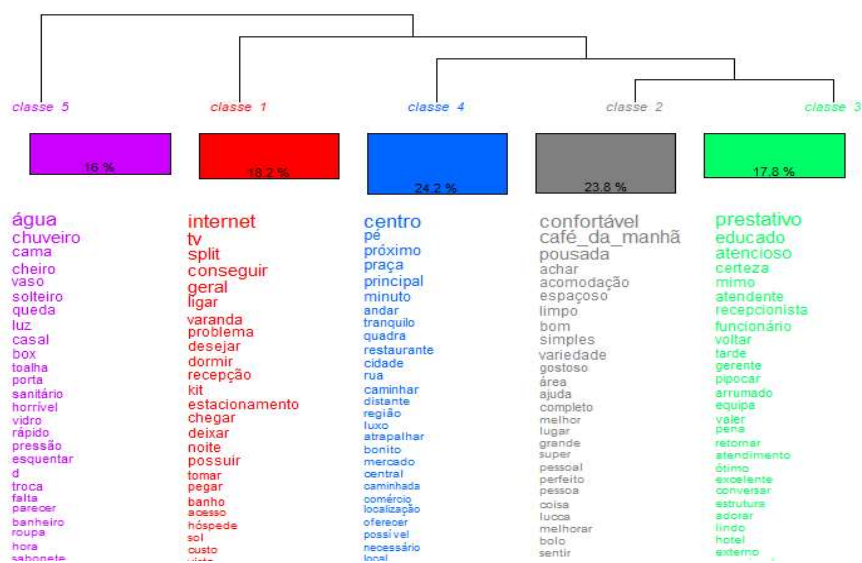 classe 5
classe 1
classe 4
classe 2
classe 3
16 %
18.2 %
24.2 %
23.8 %
17.8 %
água
chuveiro
cama
cheiro
vaso
solteiro
queda
luz
casal
box
toalha
porta
sanitário
horrível
vidro
rápido
pressão
esquentar
d
troca
falta
parecer
banheiro
roupa
hora
sabonete
internet
tv
split
conseguir
geral
ligar
varanda
problema
desejar
dormir
recepção
kit
estacionamento
chegar
deixar
noite
possuir
tomar
pegar
banho
acesso
hóspede
sol
custo
centro
pé
próximo
praça
principal
minuto
andar
tranquilo
quadra
restaurante
cidade
rua
caminhar
distante
região
luxo
atrapalhar
bonito
mercado
central
caminhada
comércio
localização
oferecer
possível
necessário
local
confortável
café_da_manhã
pousada
achar
acomodação
espaçoso
limpo
bom
simples
variedade
gostoso
área
ajuda
completo
melhor
lugar
grande
super
pessoal
perfeito
pessoa
coisa
lucca
melhorar
bolo
sentir
prestativo
educado
atencioso
certeza
mimo
atendente
recepcionista
funcionário
voltar
tarde
gerente
pipocar
arrumado
equipa
valer
pena
retornar
atendimento
ótimo
excelente
conversar
estrutura
adorar
lindo
hotel
externo